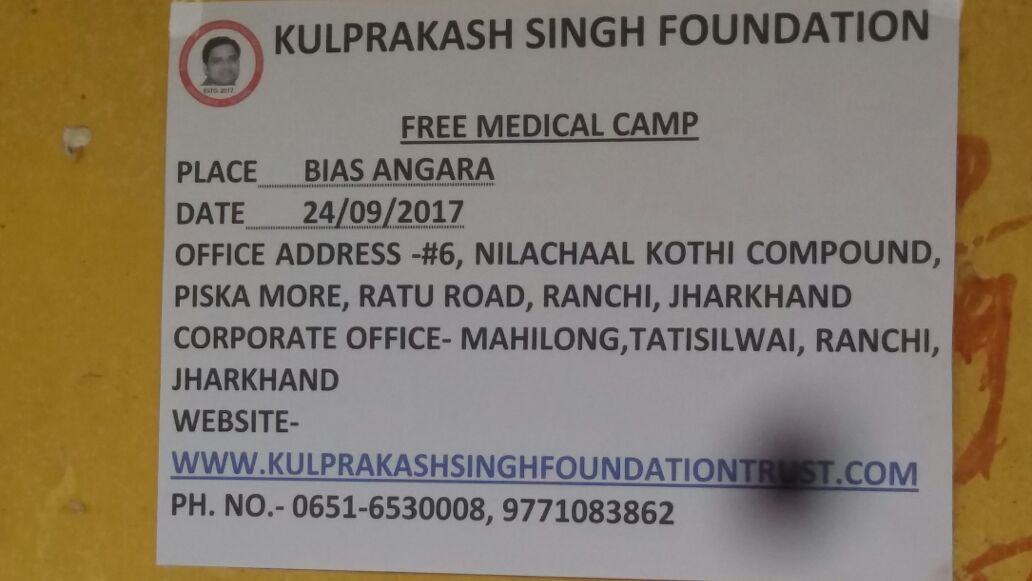 KULPRAKASH SINGH FOUNDATION
ESTD. 2017
FREE MEDICAL CAMP
PLACE BIAS ANGARA
DATE 24/09/2017
OFFICE ADDRESS -#6, NILACHAAL KOTHI COMPOUND,
PISKA MORE, RATU ROAD, RANCHI, JHARKHAND
CORPORATE OFFICE- MAHILONG,TATISILWAI, RANCHI,
JHARKHAND
WEBSITE-
WWW.KULPRAKASHSINGHFOUNDATIONTRUST.COM
PH. NO.- 0651-6530008, 9771083862